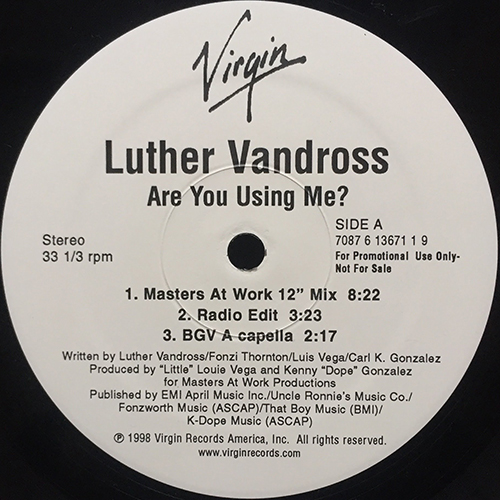 Virgin
Luther Vandross
Are You Using Me?
Stereo
33 1/3 rpm
SIDE A
7087 6 13671 1 9
For Promotional Use Only-
Not For Sale
1. Masters At Work 12” Mix 8:22
2. Radio Edit 3:23
3. BGV A capella 2:17
Written by Luther Vandross/Fonzi Thornton/Luis Vega/Carl K. Gonzalez
Produced by “Little” Louie Vega and Kenny “Dope” Gonzalez
for Masters At Work Productions
Published by EMI April Music Inc./Uncle Ronnie's Music Co./
Fonzworth Music (ASCAP)/That Boy Music (BMI)/
K-Dope Music (ASCAP)
℗ 1998 Virgin Records America, Inc. All rights reserved.
www.virginrecords.com